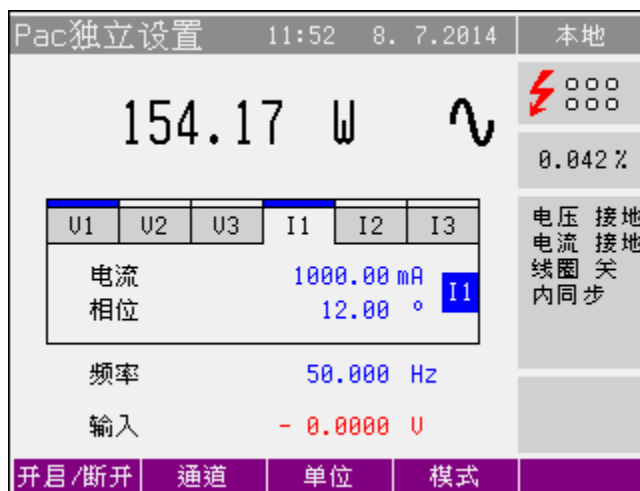 Pac独立设置 11:52 8. 7.2014 本地
154.17 W
0.042%
V1 V2 V3 I1 I2 I3
电流 1000.00 mA I1
相位 12.00 °
频率 50.000 Hz
输入 - 0.0000 V
电压 接地
电流 接地
线圈 关
内同步
开启/断开 通道 单位 模式